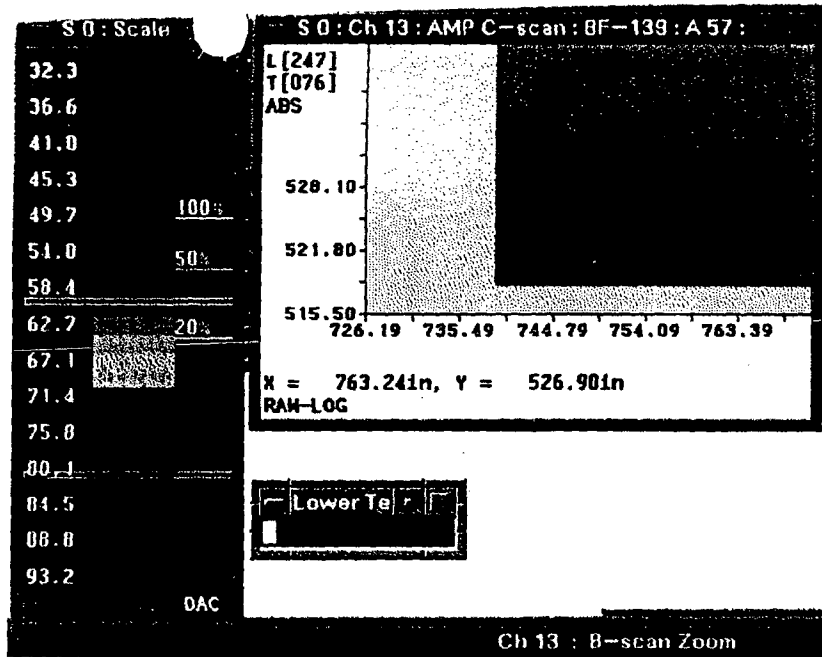 S 0 : Scale
32.3
36.6
41.0
45.3
49.7
54.0
58.4
62.7
67.1
71.4
75.8
80.1
84.5
88.8
93.2
100%
50%
20%
DAC
S 0 : Ch 13 : AMP C-scan : BF-139 : A 57 :
L[247]
T[076]
ABS
528.10
521.80
515.50
726.19 735.49 744.79 754.09 763.39
X = 763.24in, Y = 526.90in
RAW-LOG
Lower Te
Ch 13 : B-scan Zoom